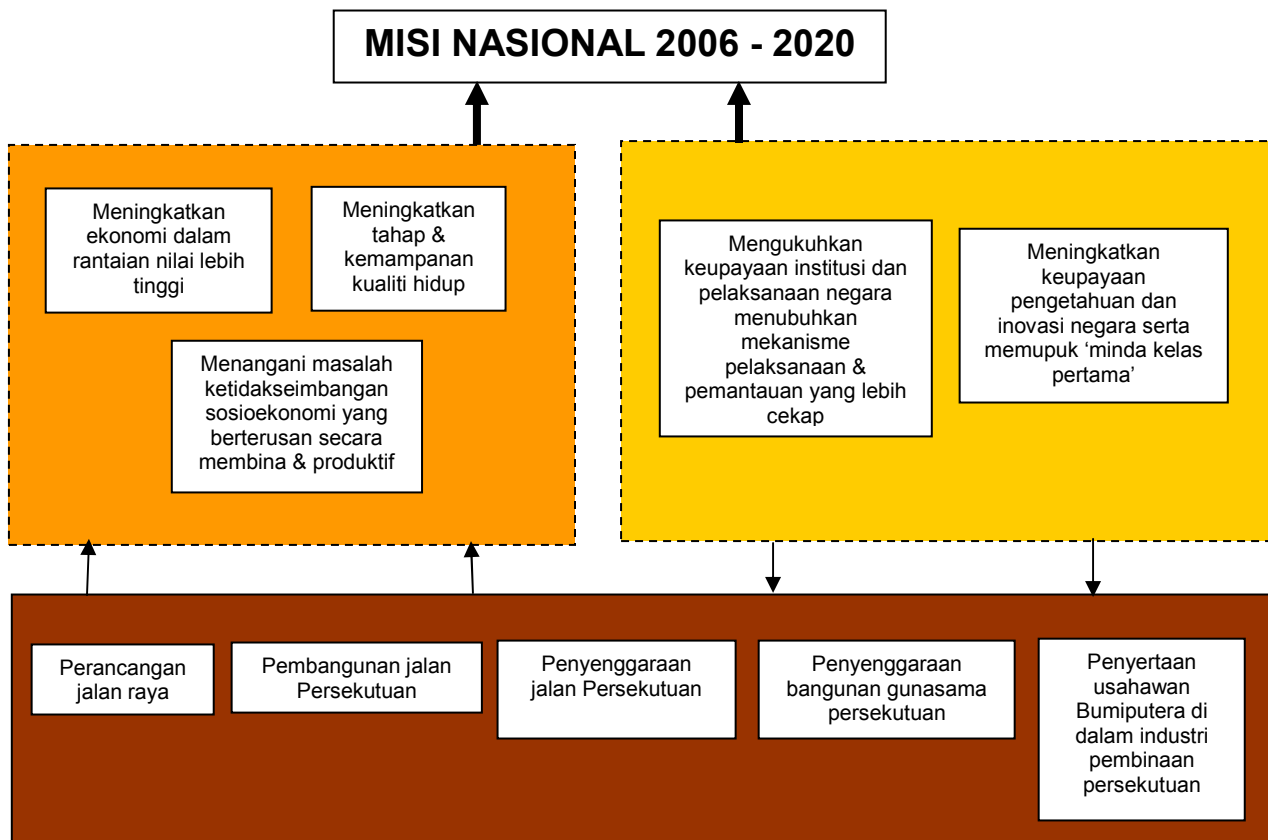 MISI NASIONAL 2006 - 2020
Meningkatkan
ekonomi dalam
rantaian nilai lebih
tinggi
Meningkatkan
tahap &
kemampanan
kualiti hidup
Menangani masalah
ketidakseimbangan
sosioekonomi yang
berterusan secara
membina & produktif
Mengukuhkan
keupayaan institusi dan
pelaksanaan negara
menubuhkan
mekanisme
pelaksanaan &
pemantauan yang lebih
cekap
Meningkatkan
keupayaan
pengetahuan dan
inovasi negara serta
memupuk ‘minda kelas
pertama’
Perancangan
jalan raya
Pembangunan jalan
Persekutuan
Penyenggaraan
jalan Persekutuan
Penyenggaraan
bangunan gunasama
persekutuan
Penyertaan
usahawan
Bumiputera di
dalam industri
pembinaan
persekutuan